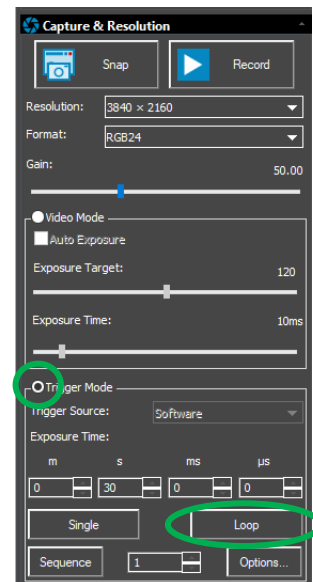 Capture & Resolution
Snap Record
Resolution: 3840 × 2160
Format: RGB24
Gain: 50.00
Video Mode
Auto Exposure
Exposure Target: 120
Exposure Time: 10ms
Trigger Mode
Trigger Source: Software
Exposure Time:
m s ms µs
0 30 0 0
Single Loop
Sequence 1 Options...